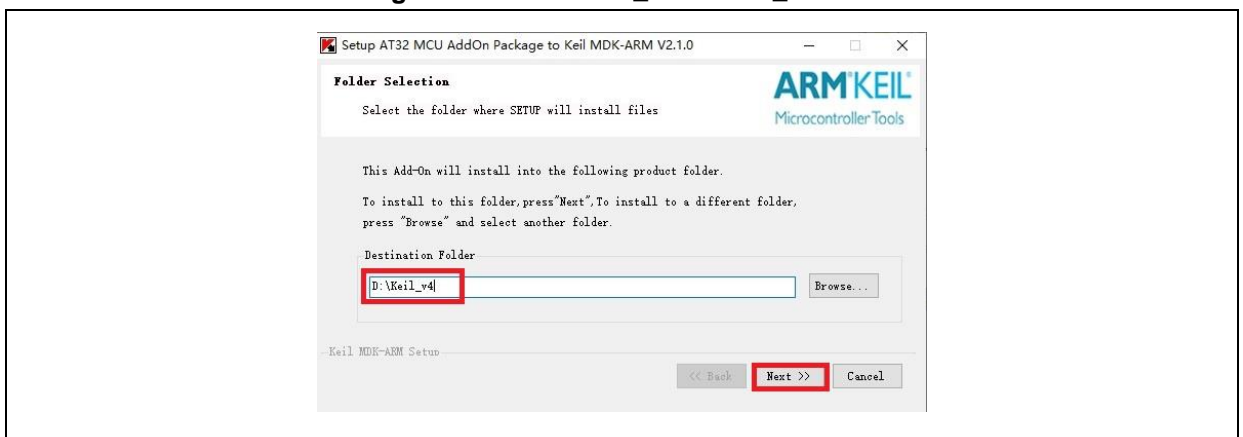 Setup AT32 MCU AddOn Package to Keil MDK-ARM V2.1.0
Folder Selection
ARM KEIL
Select the folder where SETUP will install files
Microcontroller Tools
This Add-On will install into the following product folder.
To install to this folder,press"Next",To install to a different folder,
press "Browse" and select another folder.
Destination Folder
D:\Keil_v4
Browse...
Keil MDK-ARM Setup
<< Back
Next >>
Cancel